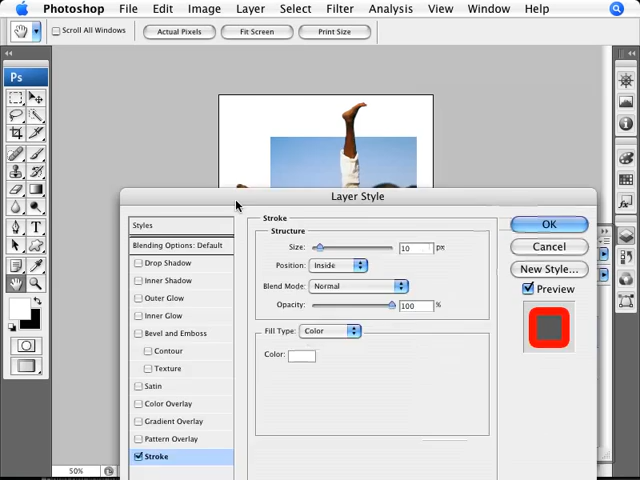 Photoshop File Edit Image Layer Select Filter Analysis View Window Help
Scroll All Windows Actual Pixels Fit Screen Print Size
Ps
Layer Style
Styles
Blending Options: Default
Drop Shadow
Inner Shadow
Outer Glow
Inner Glow
Bevel and Emboss
Contour
Texture
Satin
Color Overlay
Gradient Overlay
Pattern Overlay
Stroke
Stroke
Structure
Size: 10 px
Position: Inside
Blend Mode: Normal
Opacity: 100 %
Fill Type: Color
Color:
OK
Cancel
New Style...
Preview
50%